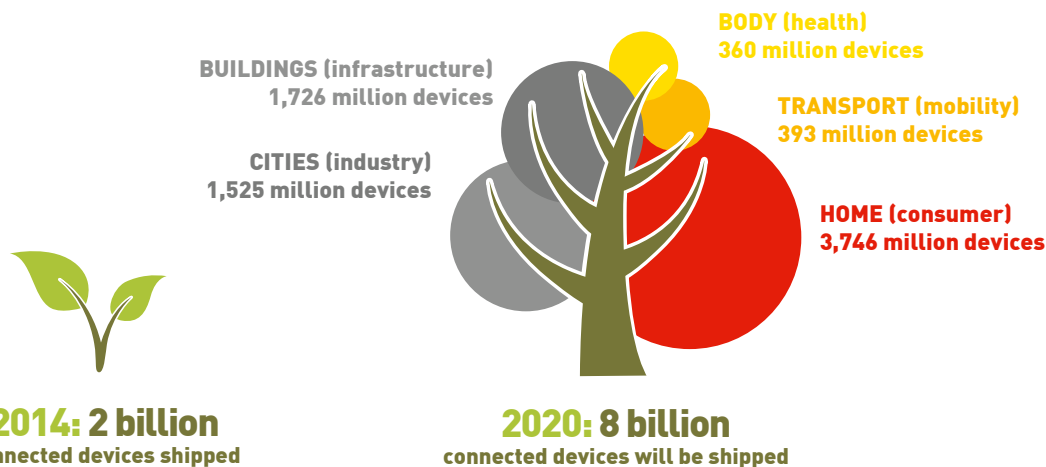 BODY (health)
360 million devices
BUILDINGS (infrastructure)
1,726 million devices
TRANSPORT (mobility)
393 million devices
CITIES (industry)
1,525 million devices
HOME (consumer)
3,746 million devices
2014: 2 billion
nnected devices shipped
2020: 8 billion
connected devices will be shipped